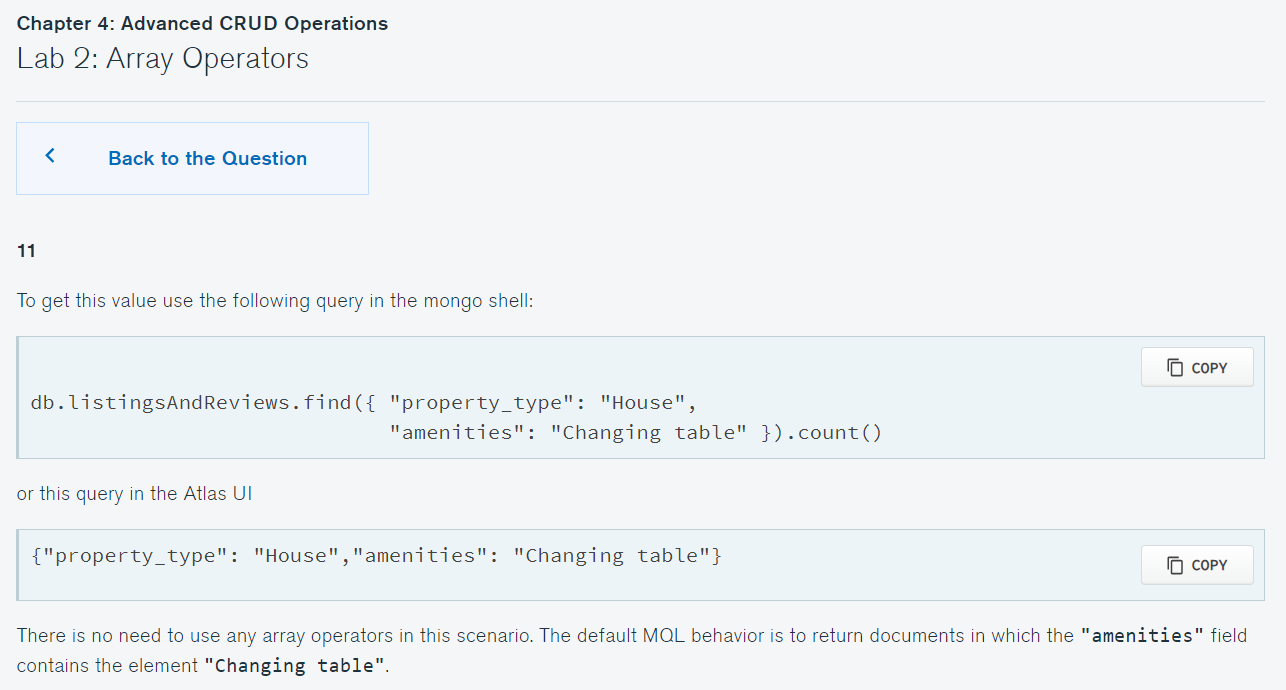 Chapter 4: Advanced CRUD Operations
Lab 2: Array Operators
Back to the Question
11
To get this value use the following query in the mongo shell:
COPY
db.listingsAndReviews.find({ "property_type": "House",
"amenities": "Changing table" }).count()
or this query in the Atlas UI
{"property_type": "House","amenities": "Changing table"}
COPY
There is no need to use any array operators in this scenario. The default MQL behavior is to return documents in which the "amenities" field
contains the element "Changing table".